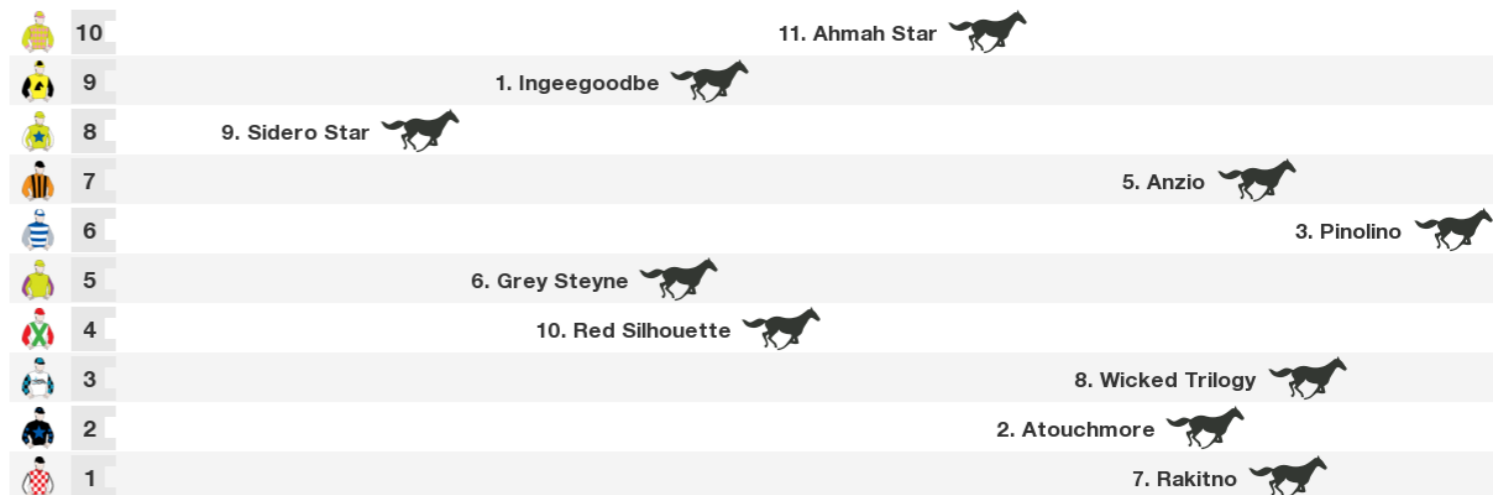 10 11. Ahmah Star
9 1. Ingeegoodbe
8 9. Sidero Star
7 5. Anzio
6 3. Pinolino
5 6. Grey Steyne
4 10. Red Silhouette
3 8. Wicked Trilogy
2 2. Atouchmore
1 7. Rakitno